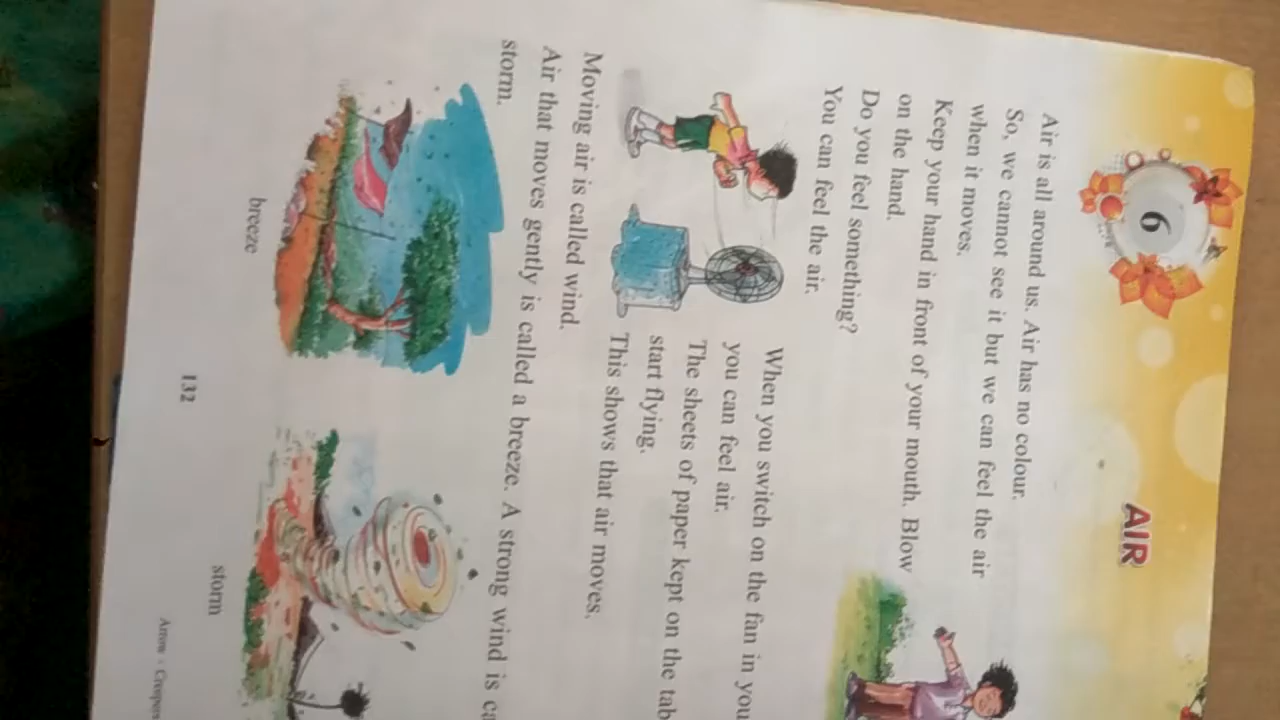 6
AIR
Air is all around us. Air has no colour.
So, we cannot see it but we can feel the air
when it moves.
Keep your hand in front of your mouth. Blow
on the hand.
Do you feel something?
You can feel the air.
When you switch on the fan in
you can feel air.
The sheets of paper kept on the
start flying.
This shows that air moves.
Moving air is called wind.
Air that moves gently is called a breeze. A strong wind is
storm.
breeze
storm
132